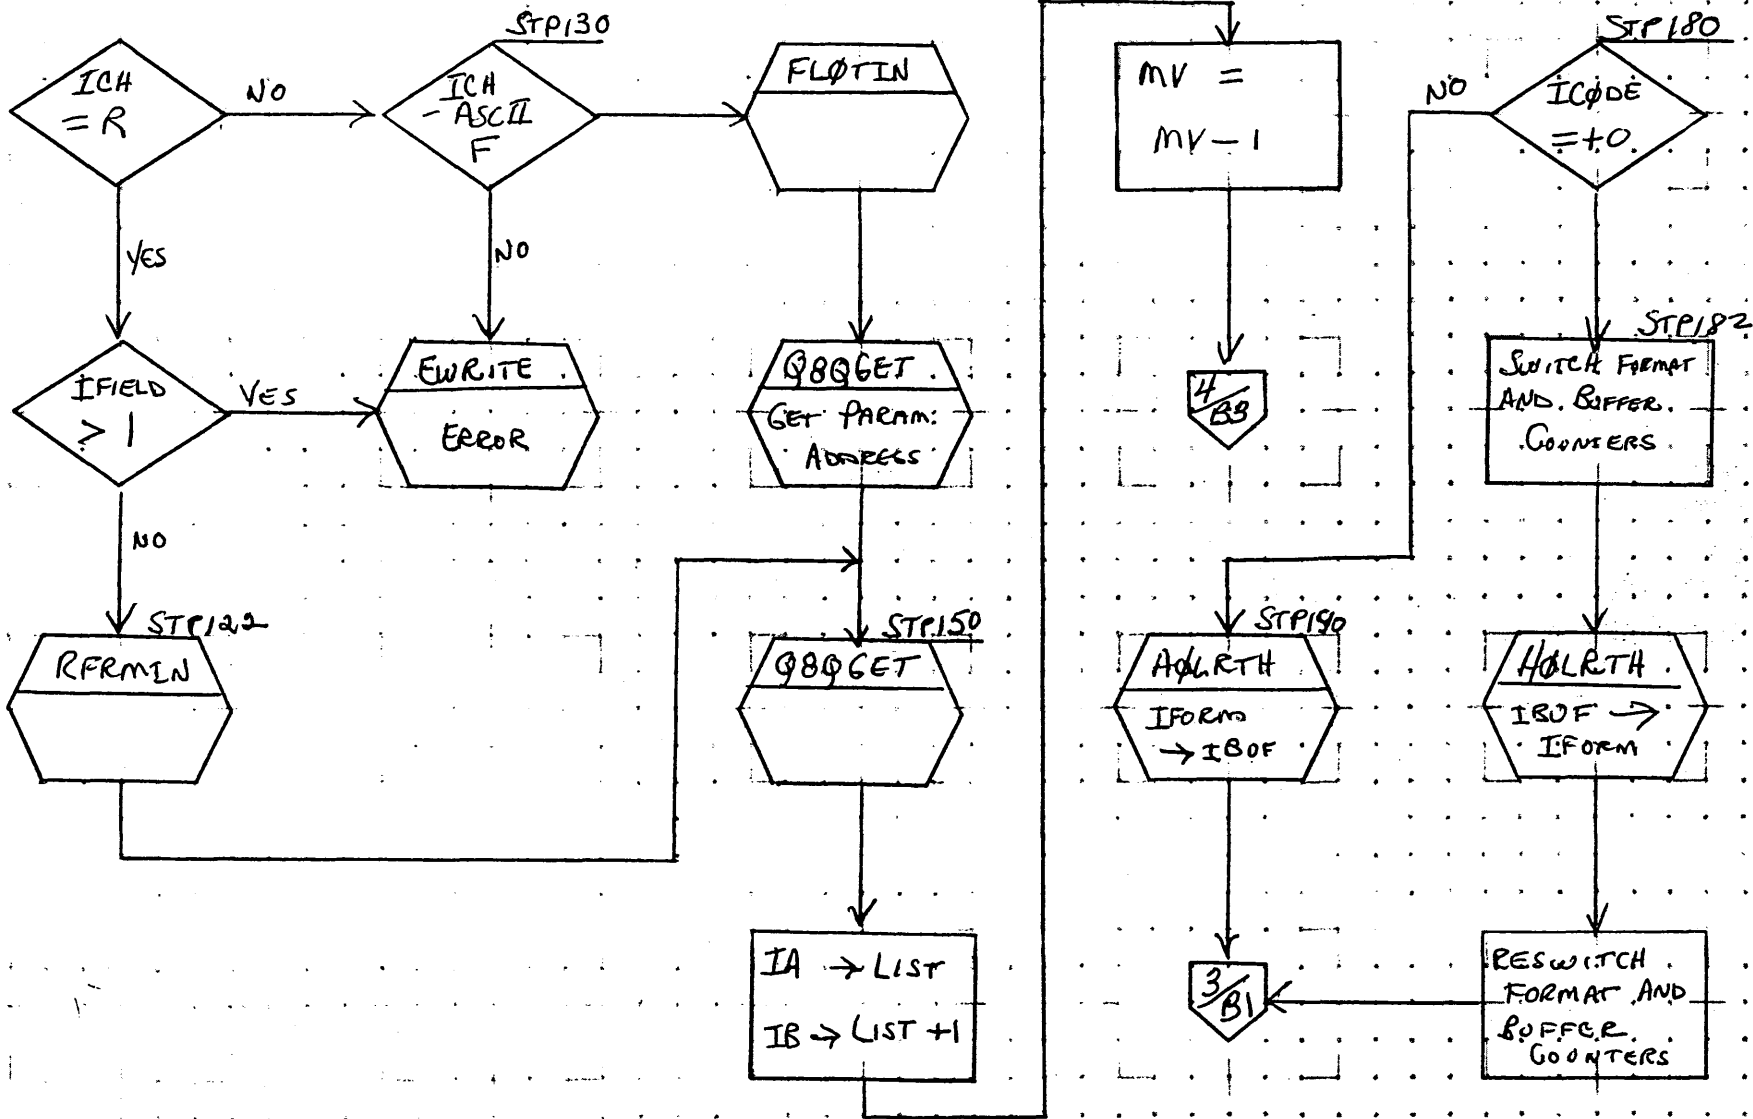 STP130
STP180
ICH
= R
NO
ICH
- ASCII
F
FLØTIN
MV =
MV - 1
NO
ICØDE
= +0
YES
NO
STP182
IFIELD
> 1
YES
EWRITE
ERROR
Q8QGET
GET PARAM.
ADDRESS
4/B3
SWITCH FORMAT
AND BUFFER
COUNTERS
NO
STP122
RFRMIN
STP150
Q8QGET
STP190
HØLRTH
IFORM
→ IBUF
HØLRTH
IBUF →
IFORM
IA → LIST
IB → LIST +1
3/B1
RESWITCH
FORMAT AND
BUFFER
COUNTERS